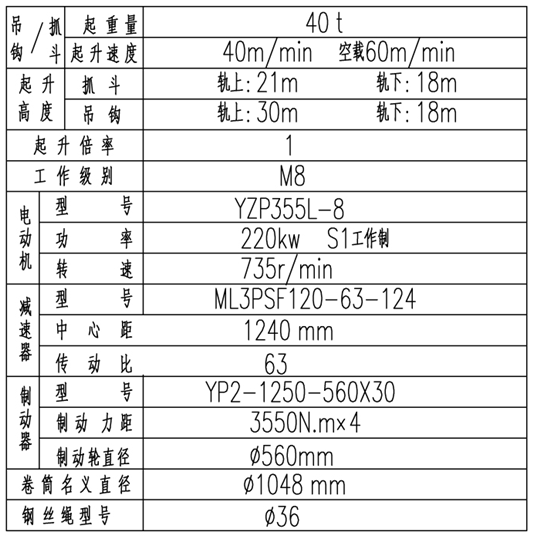 吊钩/抓斗 起重量 40t
起升速度 40m/min 空载60m/min
起升高度 抓斗 轨上:21m 轨下:18m
吊钩 轨上:30m 轨下:18m
起升倍率 1
工作级别 M8
电动机 型号 YZP355L-8
功率 220kw S1工作制
转速 735r/min
减速器 型号 ML3PSF120-63-124
中心距 1240 mm
传动比 63
制动器 型号 YP2-1250-560X30
制动力距 3550N.m×4
制动轮直径 ø560mm
卷筒名义直径 ø1048 mm
钢丝绳型号 ø36